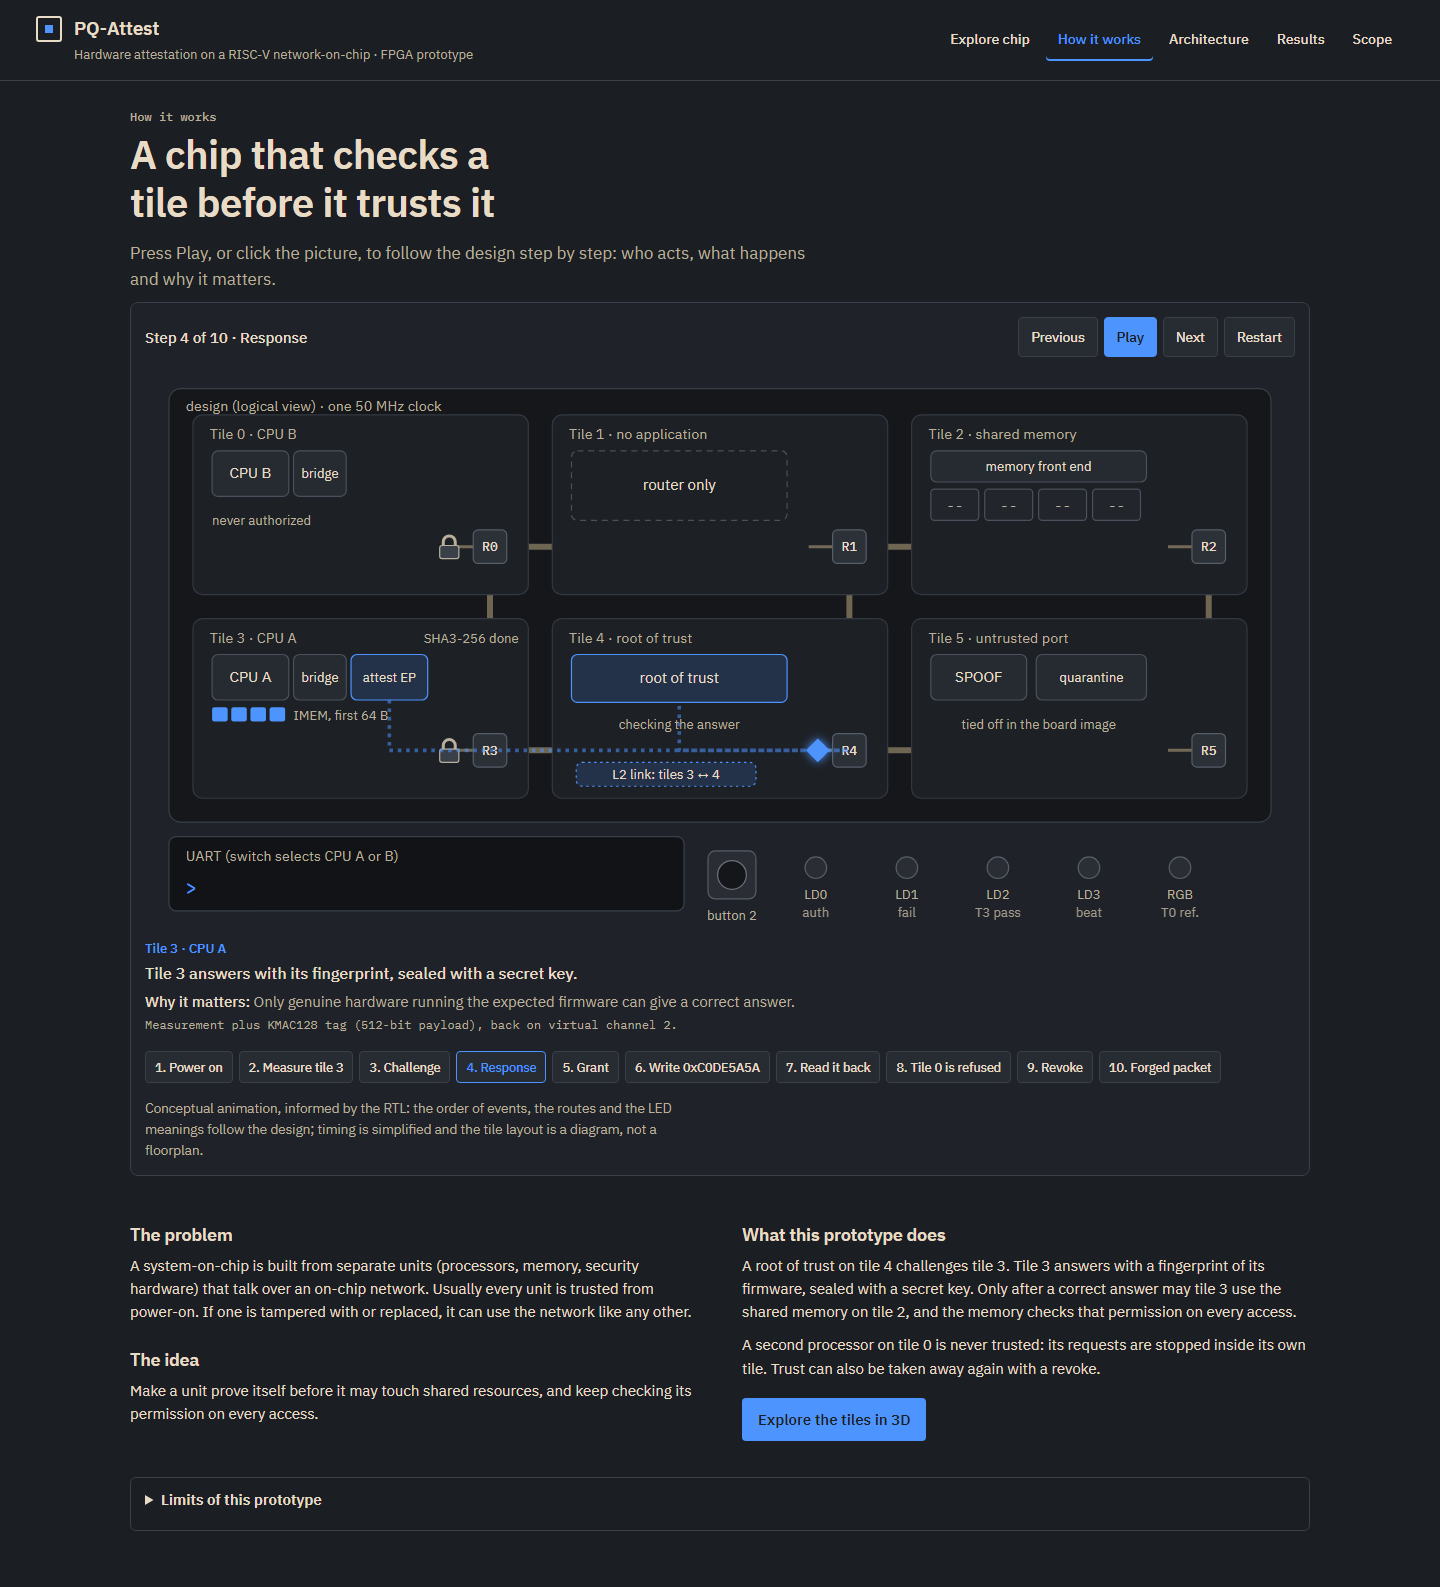 PQ-Attest
Hardware attestation on a RISC-V network-on-chip · FPGA prototype
Explore chip
How it works
Architecture
Results
Scope
How it works
A chip that checks a
tile before it trusts it
Press Play, or click the picture, to follow the design step by step: who acts, what happens
and why it matters.
Step 4 of 10 · Response
Previous
Play
Next
Restart
design (logical view) · one 50 MHz clock
Tile 0 · CPU B
CPU B
bridge
never authorized
R0
Tile 1 · no application
router only
R1
Tile 2 · shared memory
memory front end
-- -- -- --
R2
Tile 3 · CPU A
SHA3-256 done
CPU A
bridge
attest EP
IMEM, first 64 B
R3
Tile 4 · root of trust
root of trust
checking the answer
R4
L2 link: tiles 3 ↔ 4
Tile 5 · untrusted port
SPOOF
quarantine
tied off in the board image
R5
UART (switch selects CPU A or B)
>
button 2
LD0
auth
LD1
fail
LD2
T3 pass
LD3
beat
RGB
T0 ref.
Tile 3 · CPU A
Tile 3 answers with its fingerprint, sealed with a secret key.
Why it matters: Only genuine hardware running the expected firmware can give a correct answer.
Measurement plus KMAC128 tag (512-bit payload), back on virtual channel 2.
1. Power on
2. Measure tile 3
3. Challenge
4. Response
5. Grant
6. Write 0xC0DE5A5A
7. Read it back
8. Tile 0 is refused
9. Revoke
10. Forged packet
Conceptual animation, informed by the RTL: the order of events, the routes and the LED
meanings follow the design; timing is simplified and the tile layout is a diagram, not a
floorplan.
The problem
A system-on-chip is built from separate units (processors, memory, security
hardware) that talk over an on-chip network. Usually every unit is trusted from
power-on. If one is tampered with or replaced, it can use the network like any other.
The idea
Make a unit prove itself before it may touch shared resources, and keep checking its
permission on every access.
What this prototype does
A root of trust on tile 4 challenges tile 3. Tile 3 answers with a fingerprint of its
firmware, sealed with a secret key. Only after a correct answer may tile 3 use the
shared memory on tile 2, and the memory checks that permission on every access.
A second processor on tile 0 is never trusted: its requests are stopped inside its own
tile. Trust can also be taken away again with a revoke.
Explore the tiles in 3D
Limits of this prototype